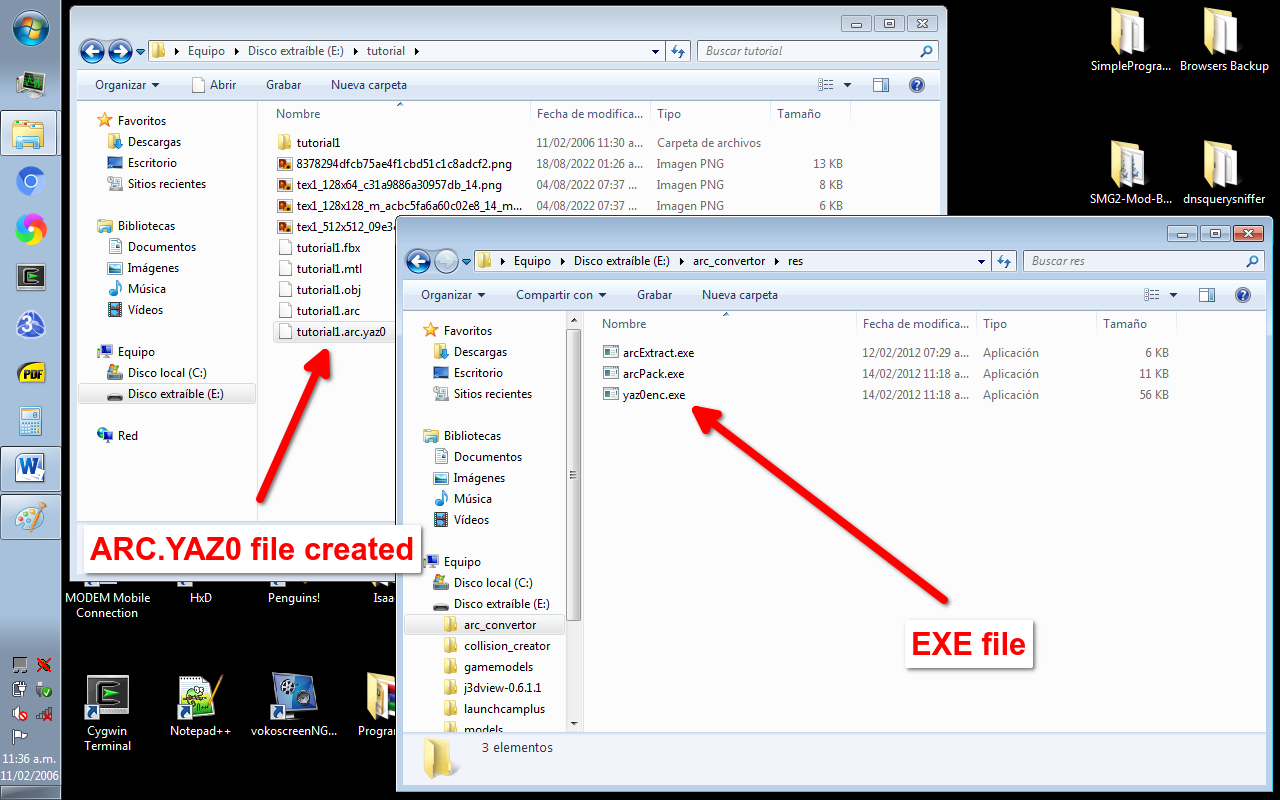 Equipo Disco extraíble (E:) tutorial
Buscar tutorial
Organizar Abrir Grabar Nueva carpeta
Nombre Fecha de modifica... Tipo Tamaño
Favoritos
Descargas
Escritorio
Sitios recientes
Bibliotecas
Documentos
Imágenes
Música
Vídeos
Equipo
Disco local (C:)
Disco extraíble (E:)
Red
tutorial1 11/02/2006 11:30 a... Carpeta de archivos
8378294dfcb75ae4f1cbd51c1c8adcf2.png 18/08/2022 01:26 a... Imagen PNG 13 KB
tex1_128x64_c31a9886a30957db_14.png 04/08/2022 07:37 ... Imagen PNG 8 KB
tex1_128x128_m_acbc5fa6a60c02e8_14_m... 04/08/2022 07:37 ... Imagen PNG 6 KB
tex1_512x512_09e3
tutorial1.fbx
tutorial1.mtl
tutorial1.obj
tutorial1.arc
tutorial1.arc.yaz0
ARC.YAZ0 file created
Equipo Disco extraíble (E:) arc_convertor res
Buscar res
Organizar Compartir con Grabar Nueva carpeta
Nombre Fecha de modifica... Tipo Tamaño
Favoritos
Descargas
Escritorio
Sitios recientes
Bibliotecas
Documentos
Imágenes
Música
Vídeos
Equipo
Disco local (C:)
Disco extraíble (E:)
arc_convertor
collision_creator
gamemodels
j3dview-0.6.1.1
launchcamplus
models
arcExtract.exe 12/02/2012 07:29 a... Aplicación 6 KB
arcPack.exe 14/02/2012 11:18 a... Aplicación 11 KB
yaz0enc.exe 14/02/2012 11:18 a... Aplicación 56 KB
EXE file
3 elementos
SimpleProgra... Browsers Backup
SMG2-Mod-B... dnsquerysniffer
MODEM Mobile
Connection
HxD
Penguins!
Isaa
Cygwin
Terminal
Notepad++
vokoscreenNG...
Progra
PDF
11:36 a.m.
11/02/2006